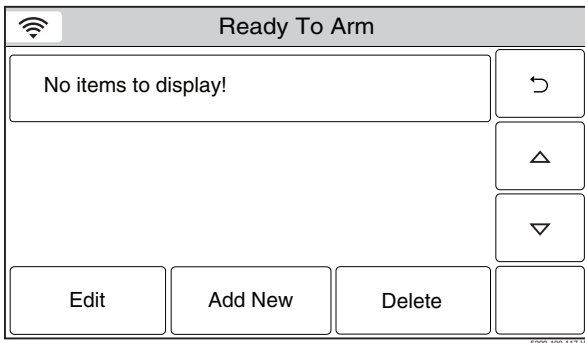 Ready To Arm
No items to display!
Edit
Add New
Delete